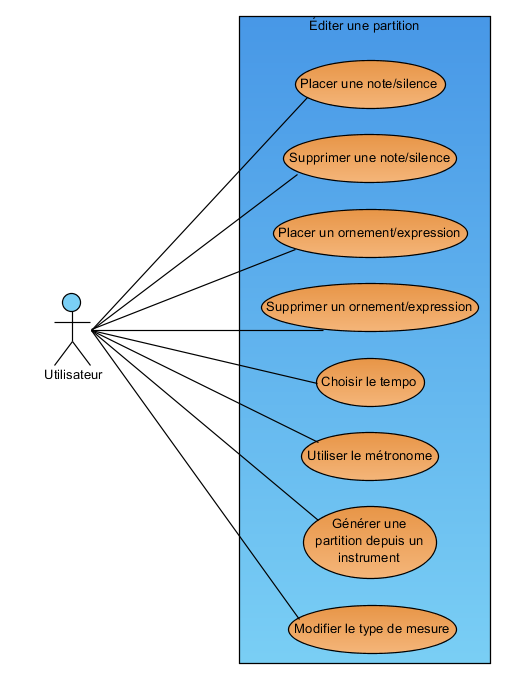 Éditer une partition
Placer une note/silence
Supprimer une note/silence
Placer un ornement/expression
Supprimer un ornement/expression
Utilisateur
Choisir le tempo
Utiliser le métronome
Générer une
partition depuis un
instrument
Modifier le type de mesure